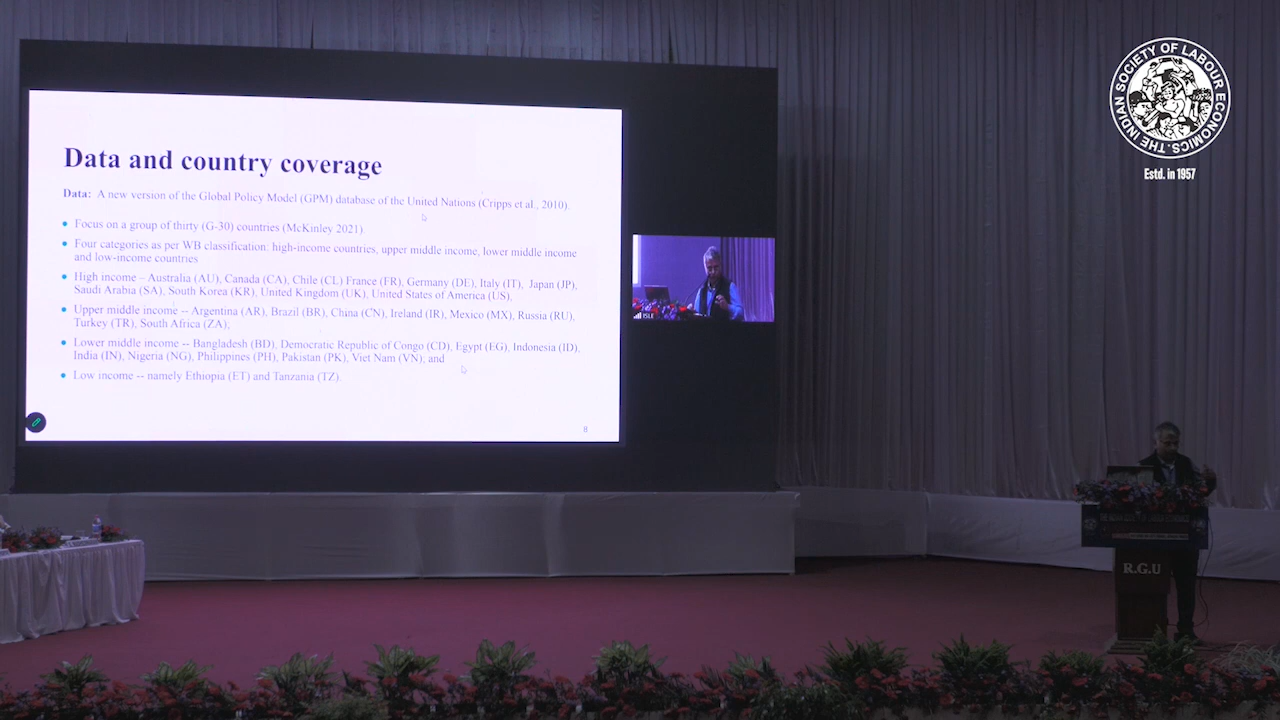 Data and country coverage
Data: A new version of the Global Policy Model (GPM) database of the United Nations (Cripps et al., 2010).
Focus on a group of thirty (G-30) countries (McKinley 2021).
Four categories as per WB classification: high-income countries, upper middle income, lower middle income
and low-income countries
High income – Australia (AU), Canada (CA), Chile (CL) France (FR), Germany (DE), Italy (IT), Japan (JP),
Saudi Arabia (SA), South Korea (KR), United Kingdom (UK), United States of America (US),
Upper middle income -- Argentina (AR), Brazil (BR), China (CN), Ireland (IR), Mexico (MX), Russia (RU),
Turkey (TR), South Africa (ZA);
Lower middle income -- Bangladesh (BD), Democratic Republic of Congo (CD), Egypt (EG), Indonesia (ID),
India (IN), Nigeria (NG), Philippines (PH), Pakistan (PK), Viet Nam (VN); and
Low income -- namely Ethiopia (ET) and Tanzania (TZ).
8
ISLE
THE INDIAN SOCIETY OF LABOUR ECONOMICS.
Estd. in 1957
THE INDIAN SOCIETY OF LABOUR ECONOMICS
R.G.U